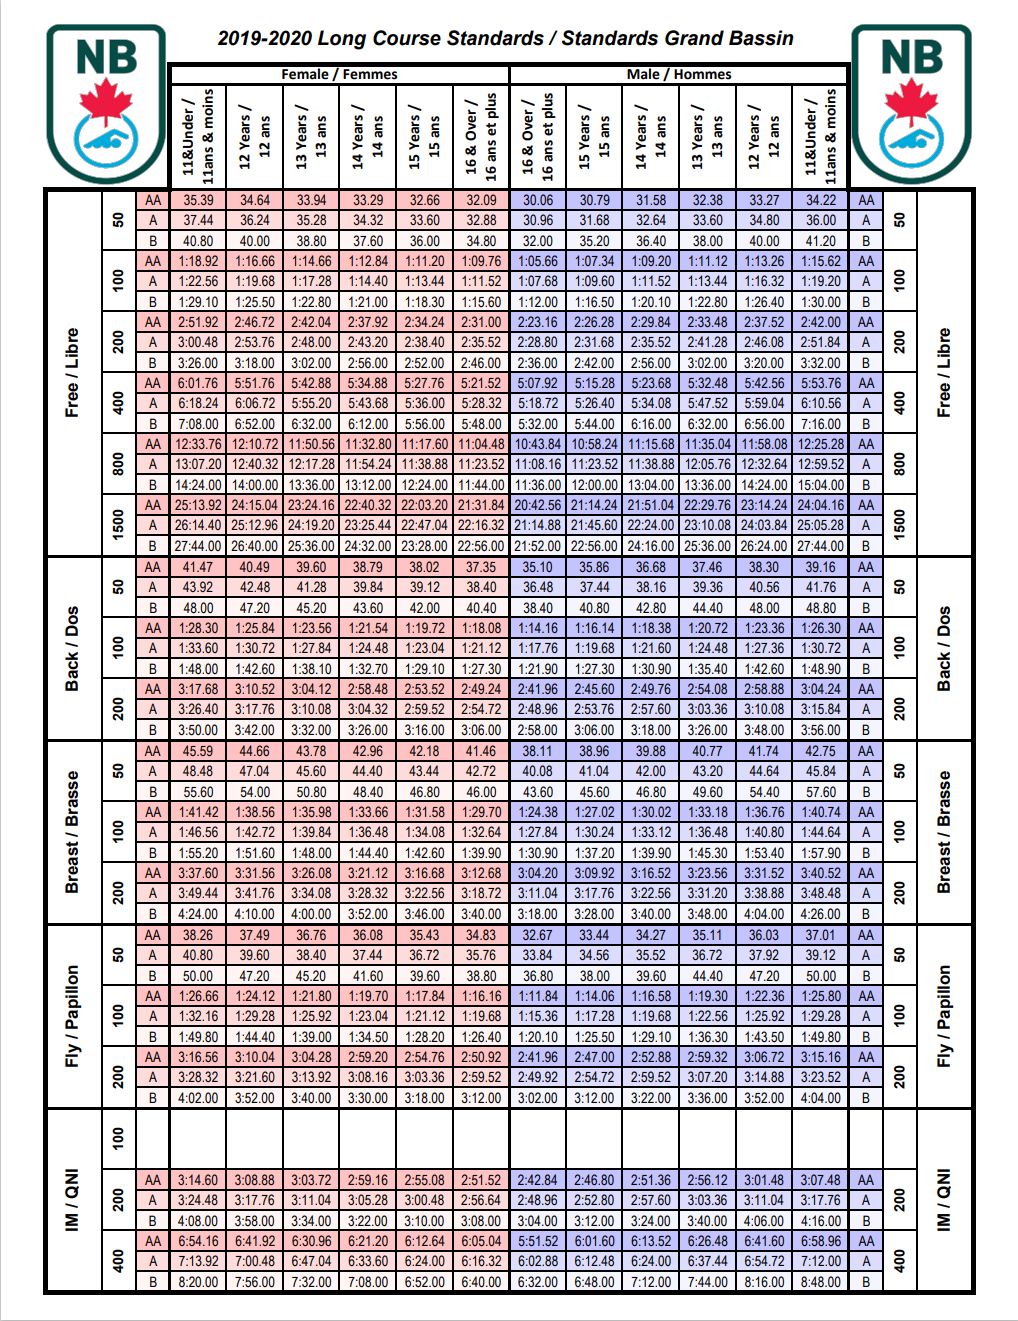 2019-2020 Long Course Standards / Standards Grand Bassin
NB
NB
Female / Femmes Male / Hommes
11&Under / 11ans & moins 12 Years / 12 ans 13 Years / 13 ans 14 Years / 14 ans 15 Years / 15 ans 16 & Over / 16 ans et plus 16 & Over / 16 ans et plus 15 Years / 15 ans 14 Years / 14 ans 13 Years / 13 ans 12 Years / 12 ans 11&Under / 11ans & moins
Free / Libre
50
AA 35.39 34.64 33.94 33.29 32.66 32.09 30.06 30.79 31.58 32.38 33.27 34.22 AA
A 37.44 36.24 35.28 34.32 33.60 32.88 30.96 31.68 32.64 33.60 34.80 36.00 A
B 40.80 40.00 38.80 37.60 36.00 34.80 32.00 35.20 36.40 38.00 40.00 41.20 B
50
100
AA 1:18.92 1:16.66 1:14.66 1:12.84 1:11.20 1:09.76 1:05.66 1:07.34 1:09.20 1:11.12 1:13.26 1:15.62 AA
A 1:22.56 1:19.68 1:17.28 1:14.40 1:13.44 1:11.52 1:07.68 1:09.60 1:11.52 1:13.44 1:16.32 1:19.20 A
B 1:29.10 1:25.50 1:22.80 1:21.00 1:18.30 1:15.60 1:12.00 1:16.50 1:20.10 1:22.80 1:26.40 1:30.00 B
100
200
AA 2:51.92 2:46.72 2:42.04 2:37.92 2:34.24 2:31.00 2:23.16 2:26.28 2:29.84 2:33.48 2:37.52 2:42.00 AA
A 3:00.48 2:53.76 2:48.00 2:43.20 2:38.40 2:35.52 2:28.80 2:31.68 2:35.52 2:41.28 2:46.08 2:51.84 A
B 3:26.00 3:18.00 3:02.00 2:56.00 2:52.00 2:46.00 2:36.00 2:42.00 2:56.00 3:02.00 3:20.00 3:32.00 B
200
400
AA 6:01.76 5:51.76 5:42.88 5:34.88 5:27.76 5:21.52 5:07.92 5:15.28 5:23.68 5:32.48 5:42.56 5:53.76 AA
A 6:18.24 6:06.72 5:55.20 5:43.68 5:36.00 5:28.32 5:18.72 5:26.40 5:34.08 5:47.52 5:59.04 6:10.56 A
B 7:08.00 6:52.00 6:32.00 6:12.00 5:56.00 5:48.00 5:32.00 5:44.00 6:16.00 6:32.00 6:56.00 7:16.00 B
400
800
AA 12:33.76 12:10.72 11:50.56 11:32.80 11:17.60 11:04.48 10:43.84 10:58.24 11:15.68 11:35.04 11:58.08 12:25.28 AA
A 13:07.20 12:40.32 12:17.28 11:54.24 11:38.88 11:23.52 11:08.16 11:23.52 11:38.88 12:05.76 12:32.64 12:59.52 A
B 14:24.00 14:00.00 13:36.00 13:12.00 12:24.00 11:44.00 11:36.00 12:00.00 13:04.00 13:36.00 14:24.00 15:04.00 B
800
1500
AA 25:13.92 24:15.04 23:24.16 22:40.32 22:03.20 21:31.84 20:42.56 21:14.24 21:51.04 22:29.76 23:14.24 24:04.16 AA
A 26:14.40 25:12.96 24:19.20 23:25.44 22:47.04 22:16.32 21:14.88 21:45.60 22:24.00 23:10.08 24:03.84 25:05.28 A
B 27:44.00 26:40.00 25:36.00 24:32.00 23:28.00 22:56.00 21:52.00 22:56.00 24:16.00 25:36.00 26:24.00 27:44.00 B
1500
Free / Libre
Back / Dos
50
AA 41.47 40.49 39.60 38.79 38.02 37.35 35.10 35.86 36.68 37.46 38.30 39.16 AA
A 43.92 42.48 41.28 39.84 39.12 38.40 36.48 37.44 38.16 39.36 40.56 41.76 A
B 48.00 47.20 45.20 43.60 42.00 40.40 38.40 40.80 42.80 44.40 48.00 48.80 B
50
100
AA 1:28.30 1:25.84 1:23.56 1:21.54 1:19.72 1:18.08 1:14.16 1:16.14 1:18.38 1:20.72 1:23.36 1:26.30 AA
A 1:33.60 1:30.72 1:27.84 1:24.48 1:23.04 1:21.12 1:17.76 1:19.68 1:21.60 1:24.48 1:27.36 1:30.72 A
B 1:48.00 1:42.60 1:38.10 1:32.70 1:29.10 1:27.30 1:21.90 1:27.30 1:30.90 1:35.40 1:42.60 1:48.90 B
100
200
AA 3:17.68 3:10.52 3:04.12 2:58.48 2:53.52 2:49.24 2:41.96 2:45.60 2:49.76 2:54.08 2:58.88 3:04.24 AA
A 3:26.40 3:17.76 3:10.08 3:04.32 2:59.52 2:54.72 2:48.96 2:53.76 2:57.60 3:03.36 3:10.08 3:15.84 A
B 3:50.00 3:42.00 3:32.00 3:26.00 3:16.00 3:06.00 2:58.00 3:06.00 3:18.00 3:26.00 3:48.00 3:56.00 B
200
Back / Dos
Breast / Brasse
50
AA 45.59 44.66 43.78 42.96 42.18 41.46 38.11 38.96 39.88 40.77 41.74 42.75 AA
A 48.48 47.04 45.60 44.40 43.44 42.72 40.08 41.04 42.00 43.20 44.64 45.84 A
B 55.60 54.00 50.80 48.40 46.80 46.00 43.60 45.60 46.80 49.60 54.40 57.60 B
50
100
AA 1:41.42 1:38.56 1:35.98 1:33.66 1:31.58 1:29.70 1:24.38 1:27.02 1:30.02 1:33.18 1:36.76 1:40.74 AA
A 1:46.56 1:42.72 1:39.84 1:36.48 1:34.08 1:32.64 1:27.84 1:30.24 1:33.12 1:36.48 1:40.80 1:44.64 A
B 1:55.20 1:51.60 1:48.00 1:44.40 1:42.60 1:39.90 1:30.90 1:37.20 1:39.90 1:45.30 1:53.40 1:57.90 B
100
200
AA 3:37.60 3:31.56 3:26.08 3:21.12 3:16.68 3:12.68 3:04.20 3:09.92 3:16.52 3:23.56 3:31.52 3:40.52 AA
A 3:49.44 3:41.76 3:34.08 3:28.32 3:22.56 3:18.72 3:11.04 3:17.76 3:22.56 3:31.20 3:38.88 3:48.48 A
B 4:24.00 4:10.00 4:00.00 3:52.00 3:46.00 3:40.00 3:18.00 3:28.00 3:40.00 3:48.00 4:04.00 4:26.00 B
200
Breast / Brasse
Fly / Papillon
50
AA 38.26 37.49 36.76 36.08 35.43 34.83 32.67 33.44 34.27 35.11 36.03 37.01 AA
A 40.80 39.60 38.40 37.44 36.72 35.76 33.84 34.56 35.52 36.72 37.92 39.12 A
B 50.00 47.20 45.20 41.60 39.60 38.80 36.80 38.00 39.60 44.40 47.20 50.00 B
50
100
AA 1:26.66 1:24.12 1:21.80 1:19.70 1:17.84 1:16.16 1:11.84 1:14.06 1:16.58 1:19.30 1:22.36 1:25.80 AA
A 1:32.16 1:29.28 1:25.92 1:23.04 1:21.12 1:19.68 1:15.36 1:17.28 1:19.68 1:22.56 1:25.92 1:29.28 A
B 1:49.80 1:44.40 1:39.00 1:34.50 1:28.20 1:26.40 1:20.10 1:25.50 1:29.10 1:36.30 1:43.50 1:49.80 B
100
200
AA 3:16.56 3:10.04 3:04.28 2:59.20 2:54.76 2:50.92 2:41.96 2:47.00 2:52.88 2:59.32 3:06.72 3:15.16 AA
A 3:28.32 3:21.60 3:13.92 3:08.16 3:03.36 2:59.52 2:49.92 2:54.72 2:59.52 3:07.20 3:14.88 3:23.52 A
B 4:02.00 3:52.00 3:40.00 3:30.00 3:18.00 3:12.00 3:02.00 3:12.00 3:22.00 3:36.00 3:52.00 4:04.00 B
200
Fly / Papillon
IM / QNI
100
200
AA 3:14.60 3:08.88 3:03.72 2:59.16 2:55.08 2:51.52 2:42.84 2:46.80 2:51.36 2:56.12 3:01.48 3:07.48 AA
A 3:24.48 3:17.76 3:11.04 3:05.28 3:00.48 2:56.64 2:48.96 2:52.80 2:57.60 3:03.36 3:11.04 3:17.76 A
B 4:08.00 3:58.00 3:34.00 3:22.00 3:10.00 3:08.00 3:04.00 3:12.00 3:24.00 3:40.00 4:06.00 4:16.00 B
200
400
AA 6:54.16 6:41.92 6:30.96 6:21.20 6:12.64 6:05.04 5:51.52 6:01.60 6:13.52 6:26.48 6:41.60 6:58.96 AA
A 7:13.92 7:00.48 6:47.04 6:33.60 6:24.00 6:16.32 6:02.88 6:12.48 6:24.00 6:37.44 6:54.72 7:12.00 A
B 8:20.00 7:56.00 7:32.00 7:08.00 6:52.00 6:40.00 6:32.00 6:48.00 7:12.00 7:44.00 8:16.00 8:48.00 B
400
IM / QNI